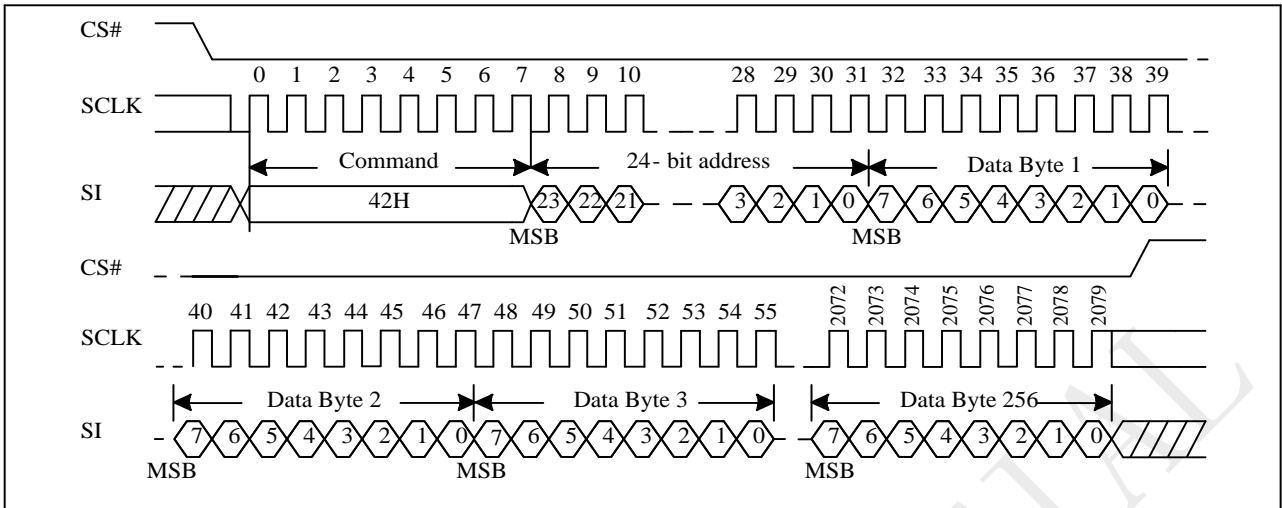 CS#
0 1 2 3 4 5 6 7 8 9 10 28 29 30 31 32 33 34 35 36 37 38 39
SCLK
Command 24- bit address Data Byte 1
SI 42H 23 22 21 3 2 1 0 7 6 5 4 3 2 1 0
MSB MSB
CS#
40 41 42 43 44 45 46 47 48 49 50 51 52 53 54 55 2072 2073 2074 2075 2076 2077 2078 2079
SCLK
Data Byte 2 Data Byte 3 Data Byte 256
SI 7 6 5 4 3 2 1 0 7 6 5 4 3 2 1 0 7 6 5 4 3 2 1 0
MSB MSB MSB
TIAL